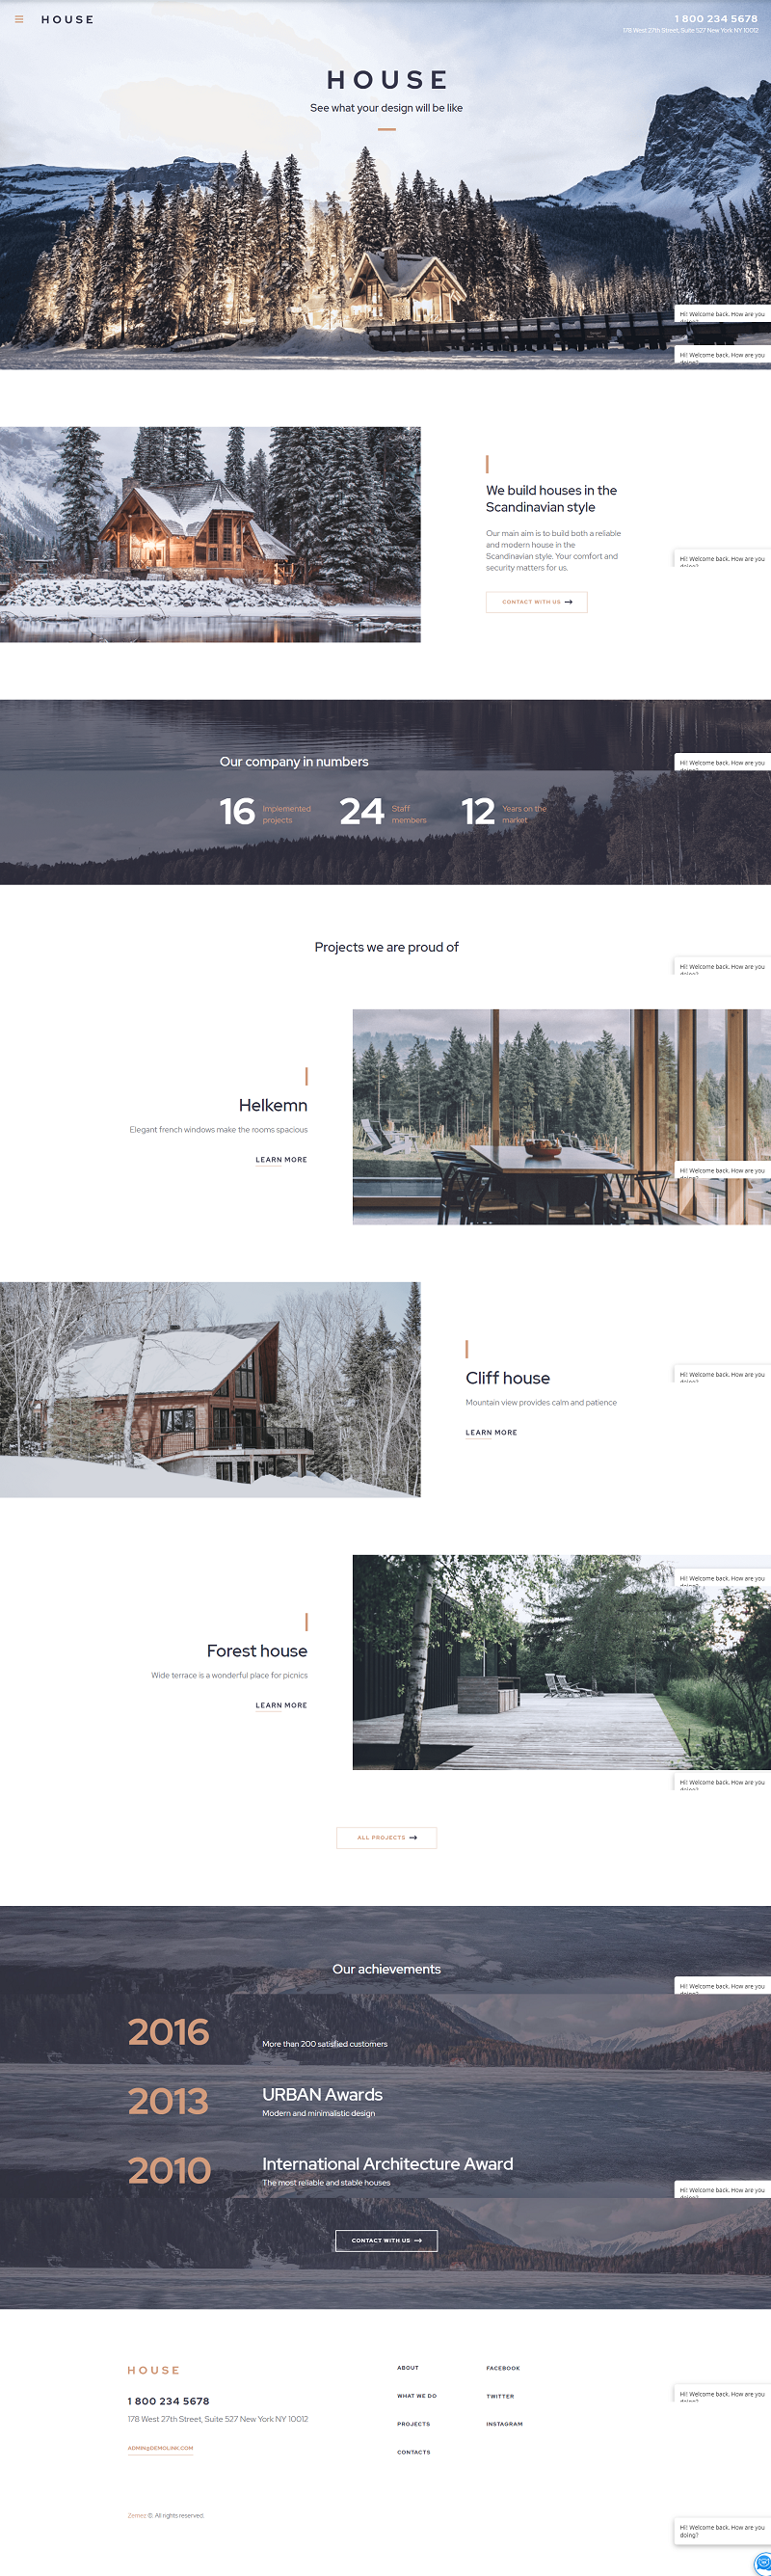 HOUSE
1 800 234 5678
178 West 27th Street, Suite 527 New York NY 10012
HOUSE
See what your design will be like
Hi! Welcome back. How are you
doing?
Hi! Welcome back. How are you
doing?
We build houses in the
Scandinavian style
Our main aim is to build both a reliable
and modern house in the
Scandinavian style. Your comfort and
security matters for us.
Hi! Welcome back. How are you
doing?
CONTACT WITH US
Our company in numbers
Hi! Welcome back. How are you
doing?
16 Implemented
projects
24 Staff
members
12 Years on the
market
Projects we are proud of
Hi! Welcome back. How are you
doing?
Helkemn
Elegant french windows make the rooms spacious
LEARN MORE
Hi! Welcome back. How are you
doing?
Cliff house
Mountain view provides calm and patience
LEARN MORE
Hi! Welcome back. How are you
doing?
Hi! Welcome back. How are you
doing?
Forest house
Wide terrace is a wonderful place for picnics
LEARN MORE
Hi! Welcome back. How are you
doing?
ALL PROJECTS
Our achievements
Hi! Welcome back. How are you
doing?
2016
More than 200 satisfied customers
2013
URBAN Awards
Modern and minimalistic design
2010
International Architecture Award
The most reliable and stable houses
Hi! Welcome back. How are you
doing?
CONTACT WITH US
HOUSE
1 800 234 5678
178 West 27th Street, Suite 527 New York NY 10012
ADMIN@DEMOLINK.COM
ABOUT
WHAT WE DO
PROJECTS
CONTACTS
FACEBOOK
TWITTER
INSTAGRAM
Hi! Welcome back. How are you
doing?
Zemez ©. All rights reserved.
Hi! Welcome back. How are you
doing?